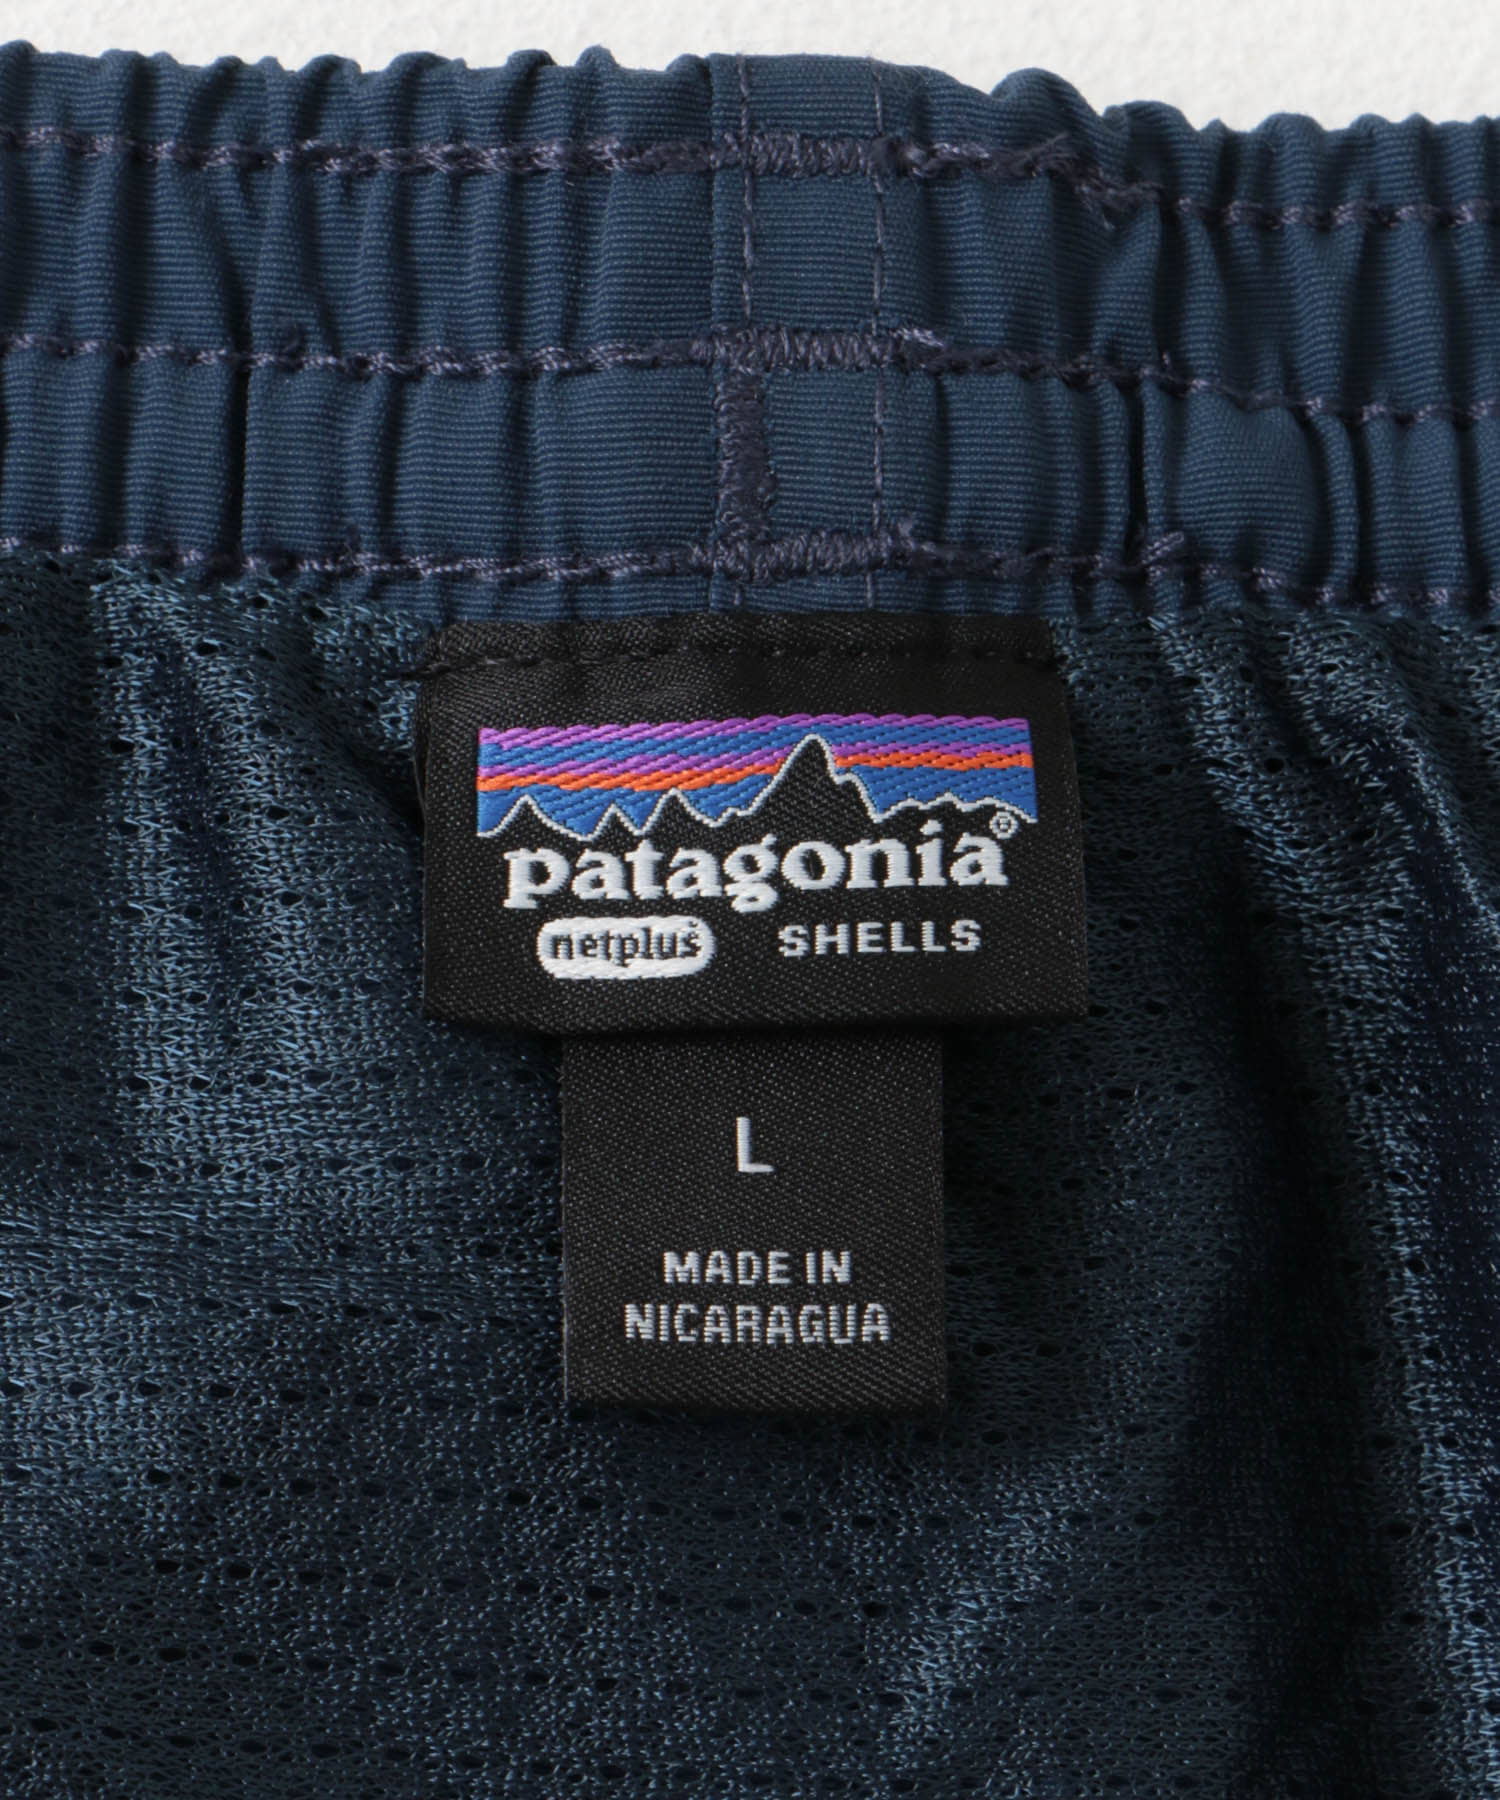 patagonia®
netplus® SHELLS
L
MADE IN
NICARAGUA